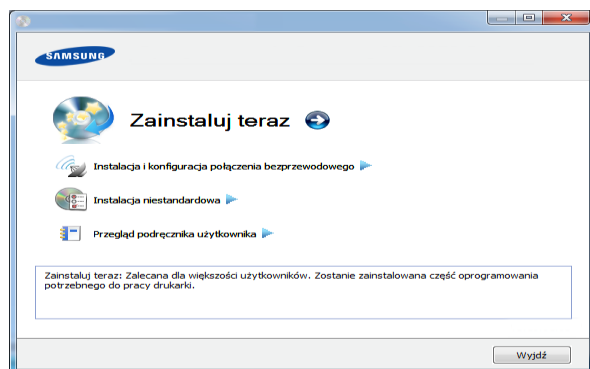 SAMSUNG
Zainstaluj teraz
Instalacja i konfiguracja połączenia bezprzewodowego
Instalacja niestandardowa
Przegląd podręcznika użytkownika
Zainstaluj teraz: Zalecana dla większości użytkowników. Zostanie zainstalowana część oprogramowania
potrzebnego do pracy drukarki.
Wyjdź